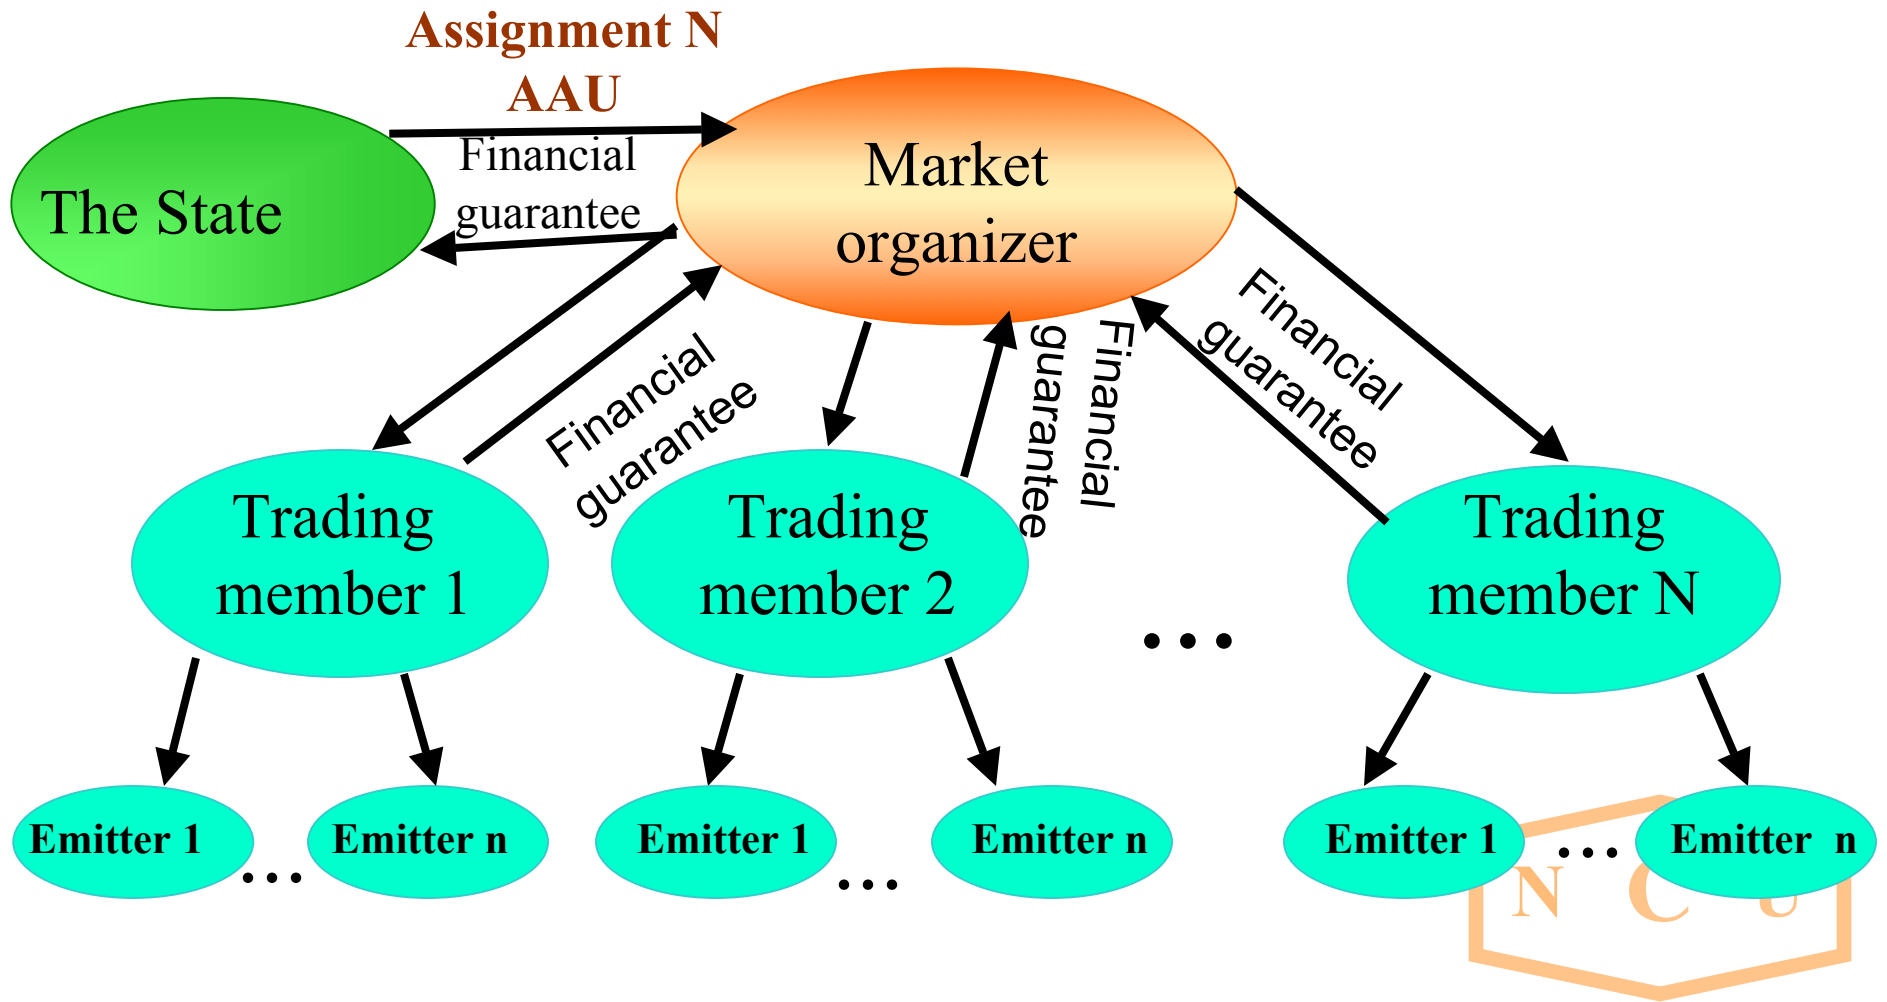 Assignment N
AAU
Financial
guarantee
The State
Market
organizer
Financial
guarantee
Financial
guarantee
Financial
guarantee
Trading
member 1
Trading
member 2
...
Trading
member N
Emitter 1
...
Emitter n
Emitter 1
...
Emitter n
Emitter 1
...
Emitter n
N C U